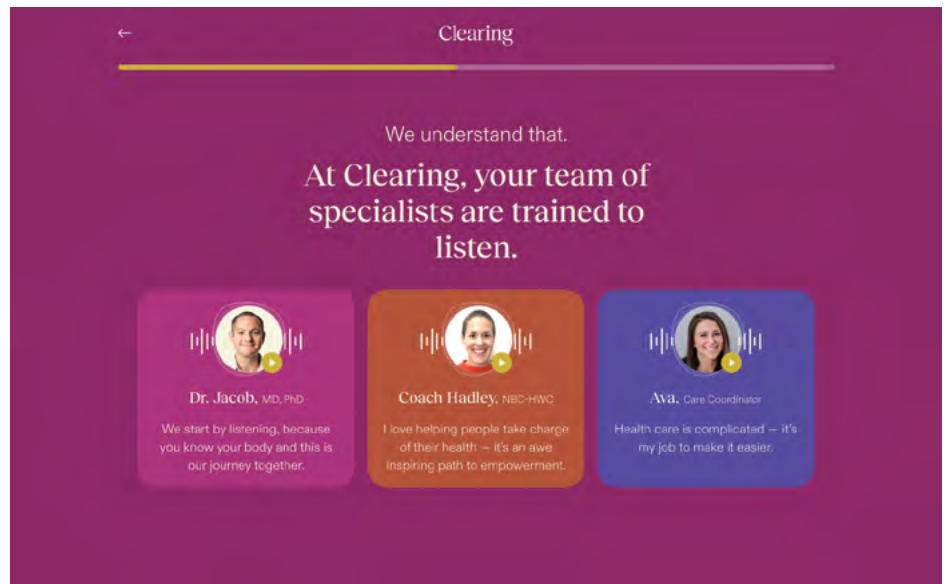 ←
Clearing
We understand that.
At Clearing, your team of
specialists are trained to
listen.
Dr. Jacob, MD, PhD
We start by listening, because
you know your body and this is
our journey together.
Coach Hadley, NBC-HWC
I love helping people take charge
of their health — it's an awe
inspiring path to empowerment.
Ava, Care Coordinator
Health care is complicated — it's
my job to make it easier.